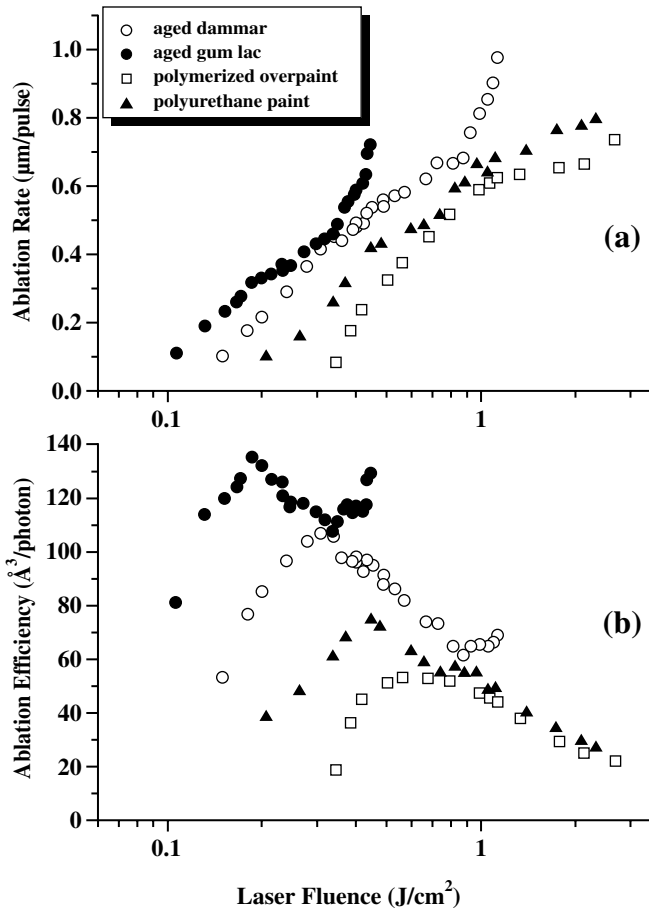 aged dammar
aged gum lac
polymerized overpaint
polyurethane paint
1.0
0.8
0.6
0.4
0.2
0.0
Ablation Rate (µm/pulse)
(a)
0.1
1
140
120
100
80
60
40
20
0
Ablation Efficiency (Å³/photon)
(b)
0.1
1
Laser Fluence (J/cm²)